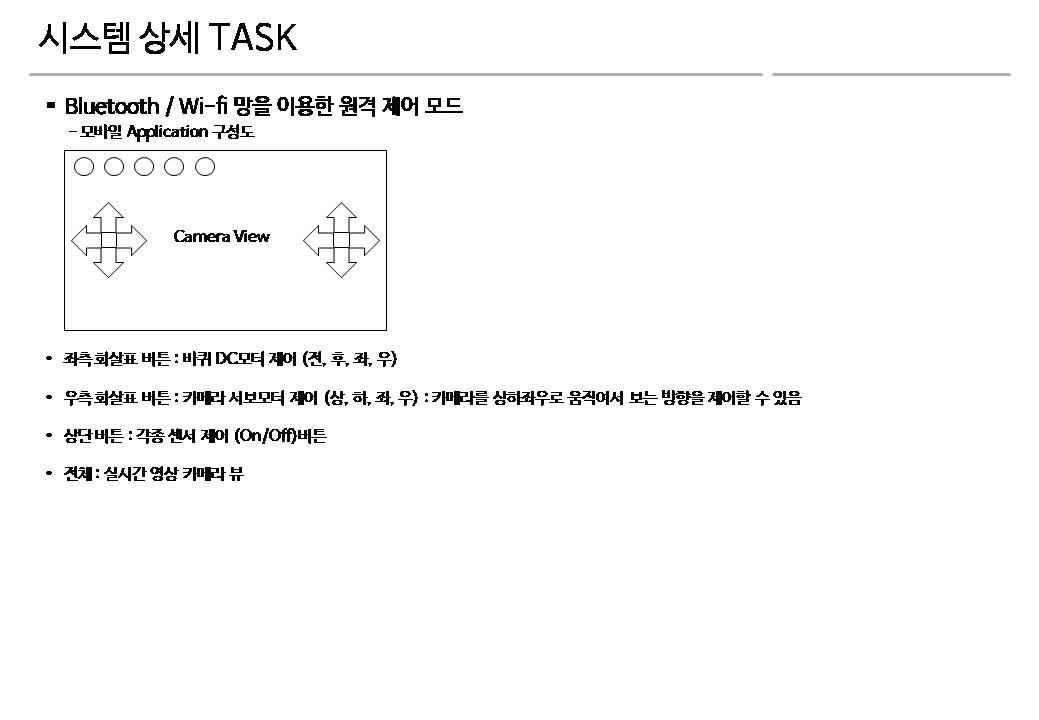 시스템 상세 TASK
▪ Bluetooth / Wi-fi 망을 이용한 원격 제어 모드
– 모바일 Application 구성도
Camera View
• 좌측 화살표 버튼 : 바퀴 DC모터 제어 (전, 후, 좌, 우)
• 우측 화살표 버튼 : 카메라 서보모터 제어 (상, 하, 좌, 우) : 카메라를 상하좌우로 움직여서 보는 방향을 제어할 수 있음
• 상단 버튼 : 각종 센서 제어 (On/Off)버튼
• 전체 : 실시간 영상 카메라 뷰